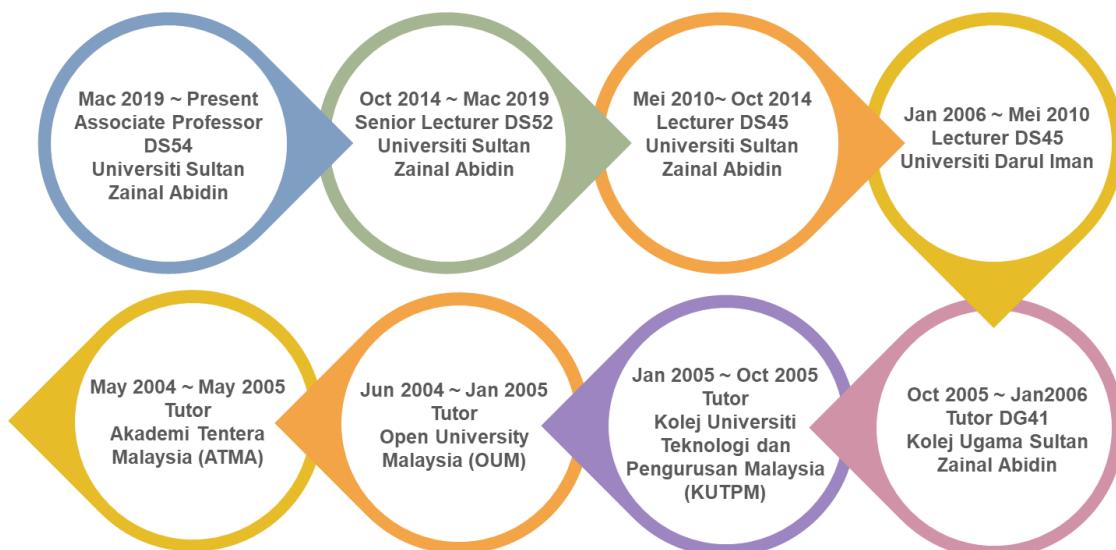 Mac 2019 ~ Present
Associate Professor
DS54
Universiti Sultan
Zainal Abidin
Oct 2014 ~ Mac 2019
Senior Lecturer DS52
Universiti Sultan
Zainal Abidin
Mei 2010~ Oct 2014
Lecturer DS45
Universiti Sultan
Zainal Abidin
Jan 2006 ~ Mei 2010
Lecturer DS45
Universiti Darul Iman
Oct 2005 ~ Jan2006
Tutor DG41
Kolej Ugama Sultan
Zainal Abidin
Jan 2005 ~ Oct 2005
Tutor
Kolej Universiti
Teknologi dan
Pengurusan Malaysia
(KUTPM)
Jun 2004 ~ Jan 2005
Tutor
Open University
Malaysia (OUM)
May 2004 ~ May 2005
Tutor
Akademi Tentera
Malaysia (ATMA)